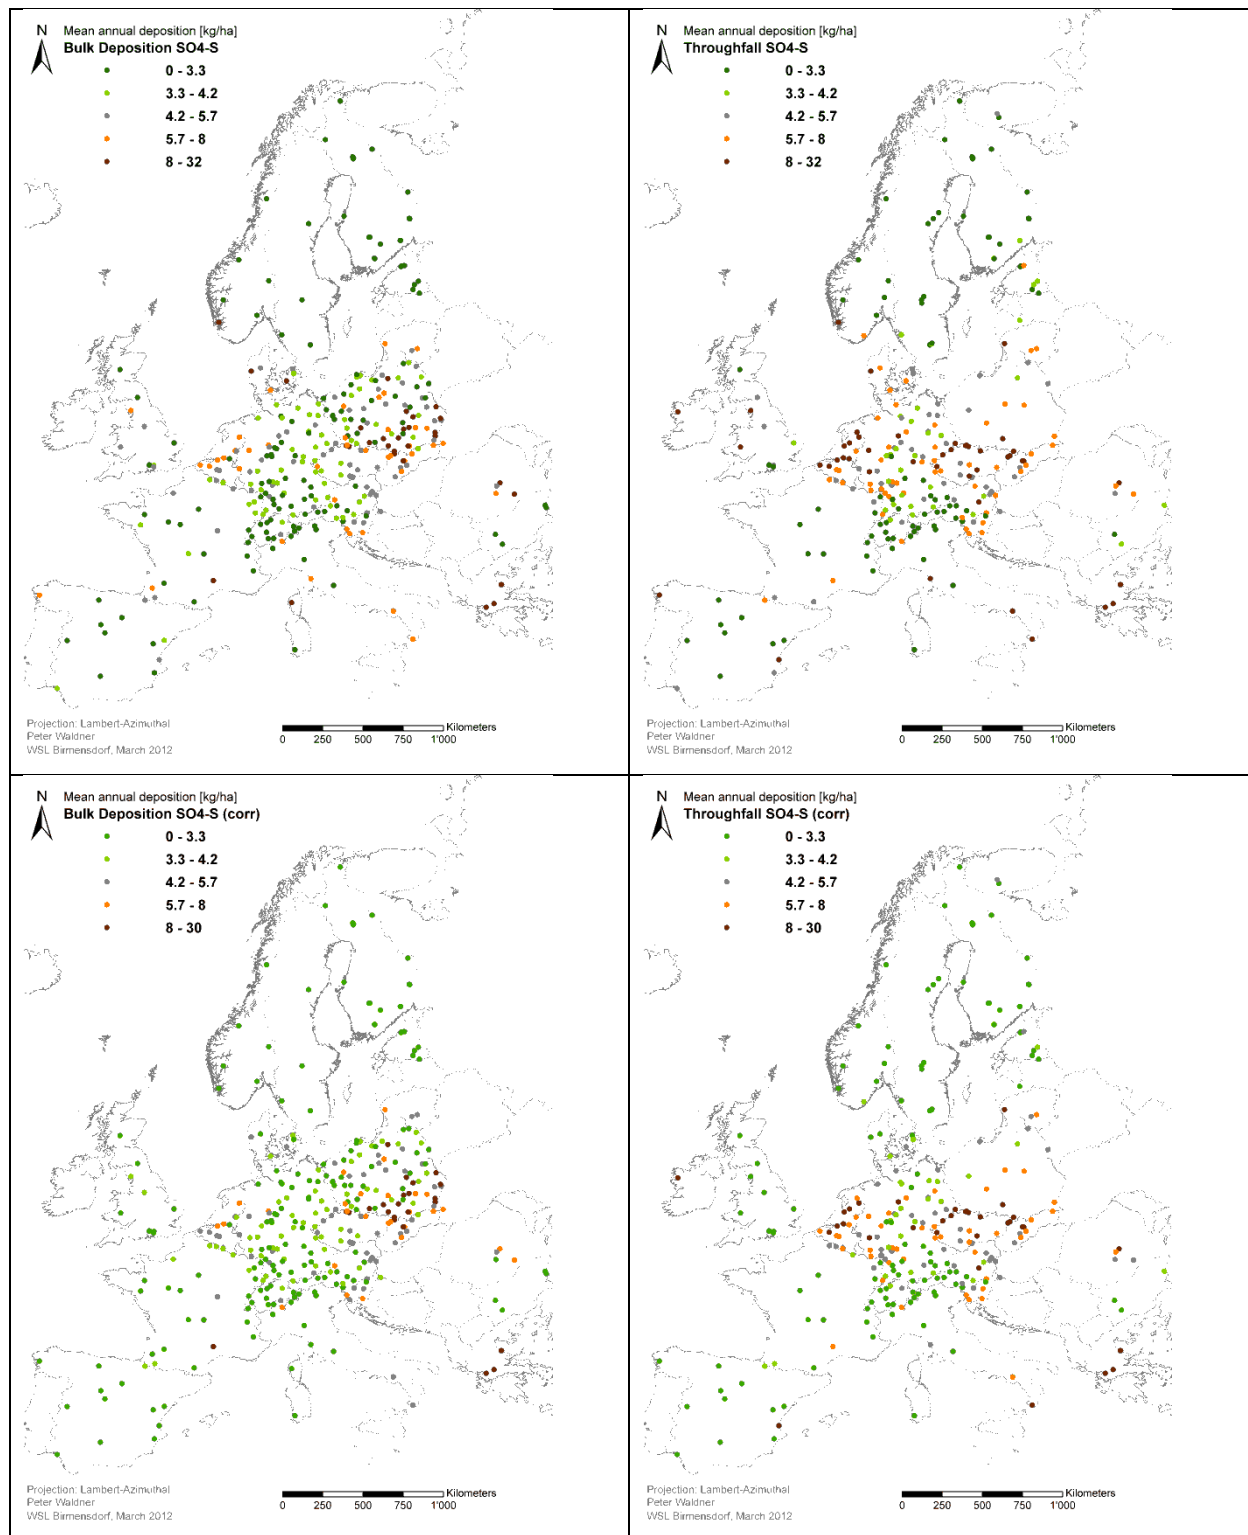 N
Mean annual deposition [kg/ha]
Bulk Deposition SO4-S
0 - 3.3
3.3 - 4.2
4.2 - 5.7
5.7 - 8
8 - 32
Projection: Lambert-Azimuthal
Peter Waldner
WSL Birmensdorf, March 2012
Kilometers
0 250 500 750 1'000
N
Mean annual deposition [kg/ha]
Throughfall SO4-S
0 - 3.3
3.3 - 4.2
4.2 - 5.7
5.7 - 8
8 - 32
Projection: Lambert-Azimuthal
Peter Waldner
WSL Birmensdorf, March 2012
Kilometers
0 250 500 750 1'000
N
Mean annual deposition [kg/ha]
Bulk Deposition SO4-S (corr)
0 - 3.3
3.3 - 4.2
4.2 - 5.7
5.7 - 8
8 - 30
Projection: Lambert-Azimuthal
Peter Waldner
WSL Birmensdorf, March 2012
Kilometers
0 250 500 750 1'000
N
Mean annual deposition [kg/ha]
Throughfall SO4-S (corr)
0 - 3.3
3.3 - 4.2
4.2 - 5.7
5.7 - 8
8 - 30
Projection: Lambert-Azimuthal
Peter Waldner
WSL Birmensdorf, March 2012
Kilometers
0 250 500 750 1'000